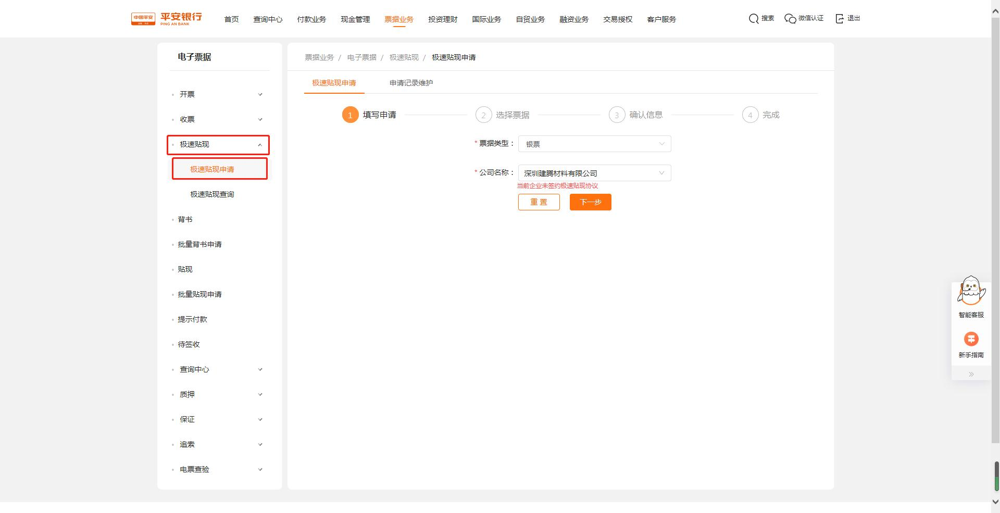 中国平安
平安银行
PING AN BANK
首页 查询中心 付款业务 现金管理 票据业务 投资理财 国际业务 自贸业务 融资业务 交易授权 客户服务
搜索 微信认证 退出
电子票据
开票
收票
极速贴现
极速贴现申请
极速贴现查询
背书
批量背书申请
贴现
批量贴现申请
提示付款
待签收
查询中心
质押
保证
追索
电票查验
票据业务 / 电子票据 / 极速贴现 / 极速贴现申请
极速贴现申请 申请记录维护
1 填写申请 2 选择票据 3 确认信息 4 完成
* 票据类型： 银票
* 公司名称： 深圳建腾材料有限公司
当前企业未签约极速贴现协议
重 置 下一步
智能客服
新手指南